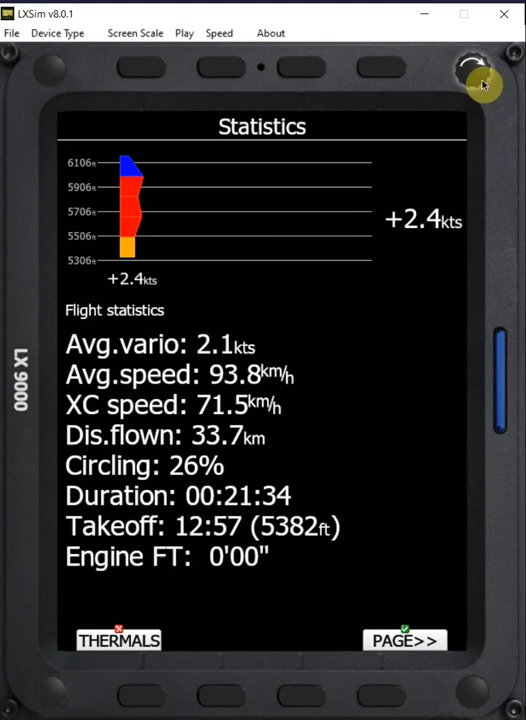 LXSim v8.0.1
File Device Type Screen Scale Play Speed About
Statistics
6106ft
5906ft
5706ft
5506ft
5306ft
+2.4kts
+2.4kts
Flight statistics
Avg.vario: 2.1kts
Avg.speed: 93.8km/h
XC speed: 71.5km/h
Dis.flown: 33.7km
Circling: 26%
Duration: 00:21:34
Takeoff: 12:57 (5382ft)
Engine FT: 0'00"
THERMALS PAGE>>
LX 9000